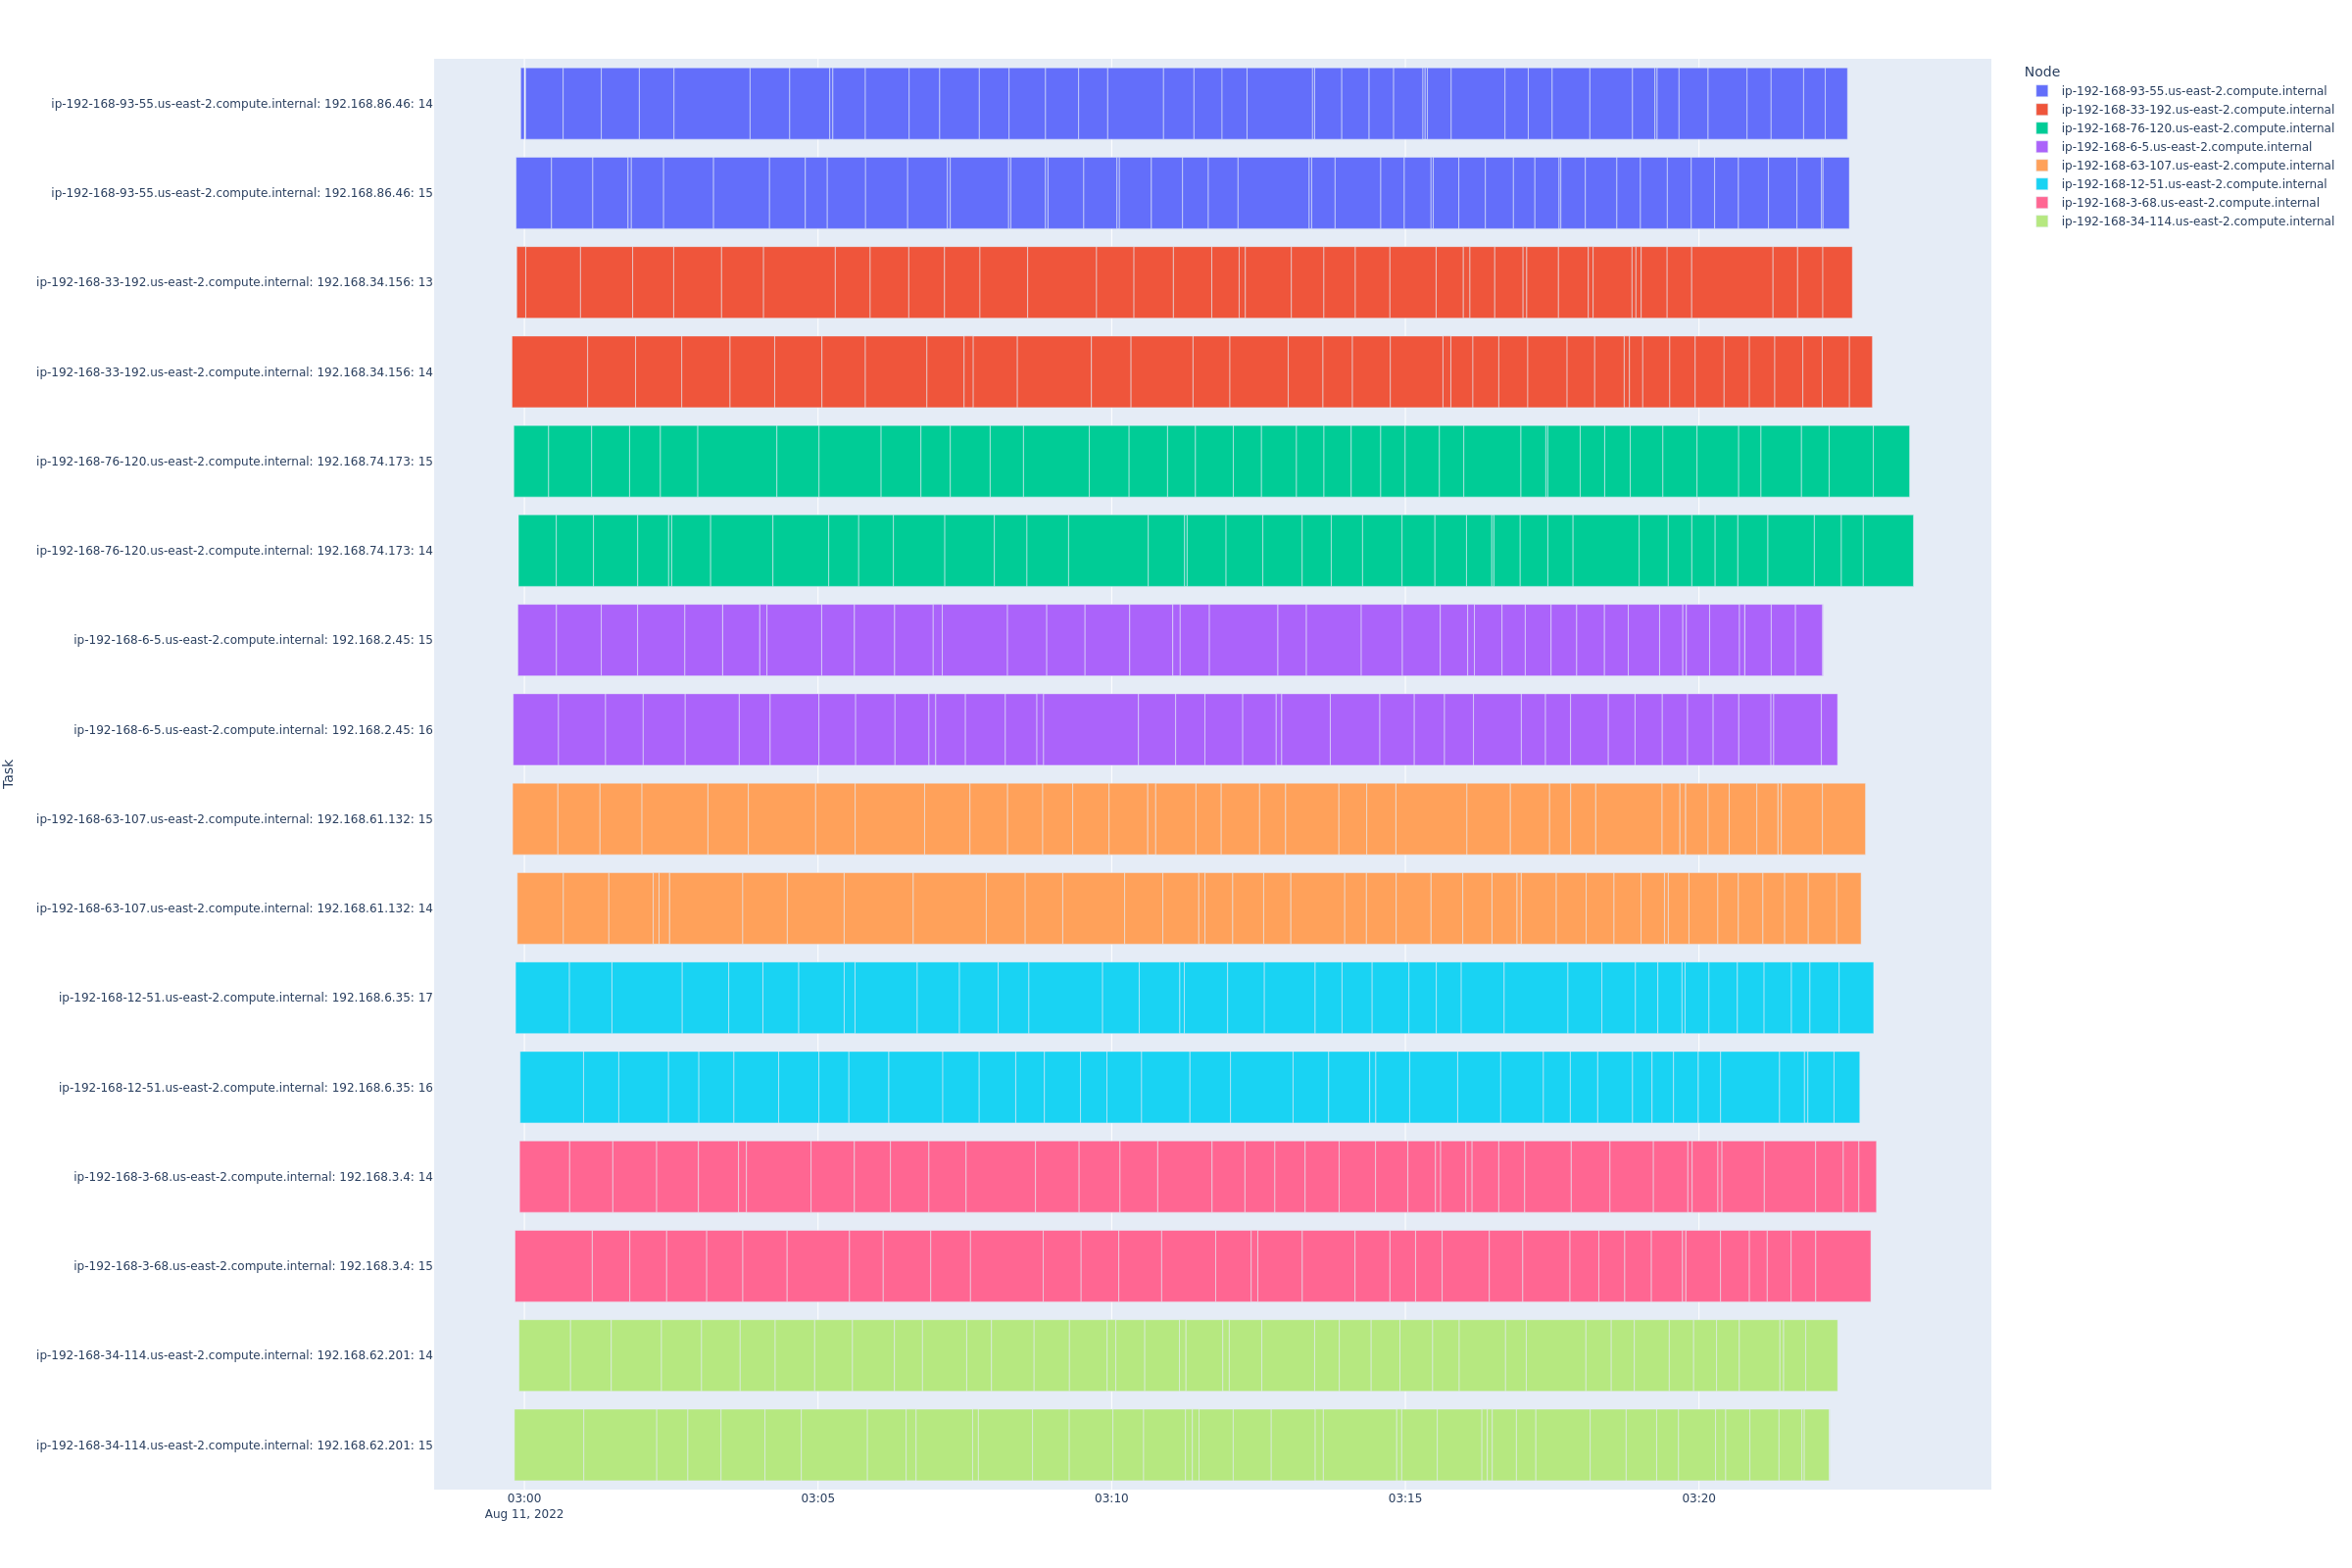 Node
ip-192-168-93-55.us-east-2.compute.internal
ip-192-168-33-192.us-east-2.compute.internal
ip-192-168-76-120.us-east-2.compute.internal
ip-192-168-6-5.us-east-2.compute.internal
ip-192-168-63-107.us-east-2.compute.internal
ip-192-168-12-51.us-east-2.compute.internal
ip-192-168-3-68.us-east-2.compute.internal
ip-192-168-34-114.us-east-2.compute.internal
ip-192-168-93-55.us-east-2.compute.internal: 192.168.86.46: 14
ip-192-168-93-55.us-east-2.compute.internal: 192.168.86.46: 15
ip-192-168-33-192.us-east-2.compute.internal: 192.168.34.156: 13
ip-192-168-33-192.us-east-2.compute.internal: 192.168.34.156: 14
ip-192-168-76-120.us-east-2.compute.internal: 192.168.74.173: 15
ip-192-168-76-120.us-east-2.compute.internal: 192.168.74.173: 14
ip-192-168-6-5.us-east-2.compute.internal: 192.168.2.45: 15
ip-192-168-6-5.us-east-2.compute.internal: 192.168.2.45: 16
ip-192-168-63-107.us-east-2.compute.internal: 192.168.61.132: 15
ip-192-168-63-107.us-east-2.compute.internal: 192.168.61.132: 14
ip-192-168-12-51.us-east-2.compute.internal: 192.168.6.35: 17
ip-192-168-12-51.us-east-2.compute.internal: 192.168.6.35: 16
ip-192-168-3-68.us-east-2.compute.internal: 192.168.3.4: 14
ip-192-168-3-68.us-east-2.compute.internal: 192.168.3.4: 15
ip-192-168-34-114.us-east-2.compute.internal: 192.168.62.201: 14
ip-192-168-34-114.us-east-2.compute.internal: 192.168.62.201: 15
Task
03:00 03:05 03:10 03:15 03:20
Aug 11, 2022